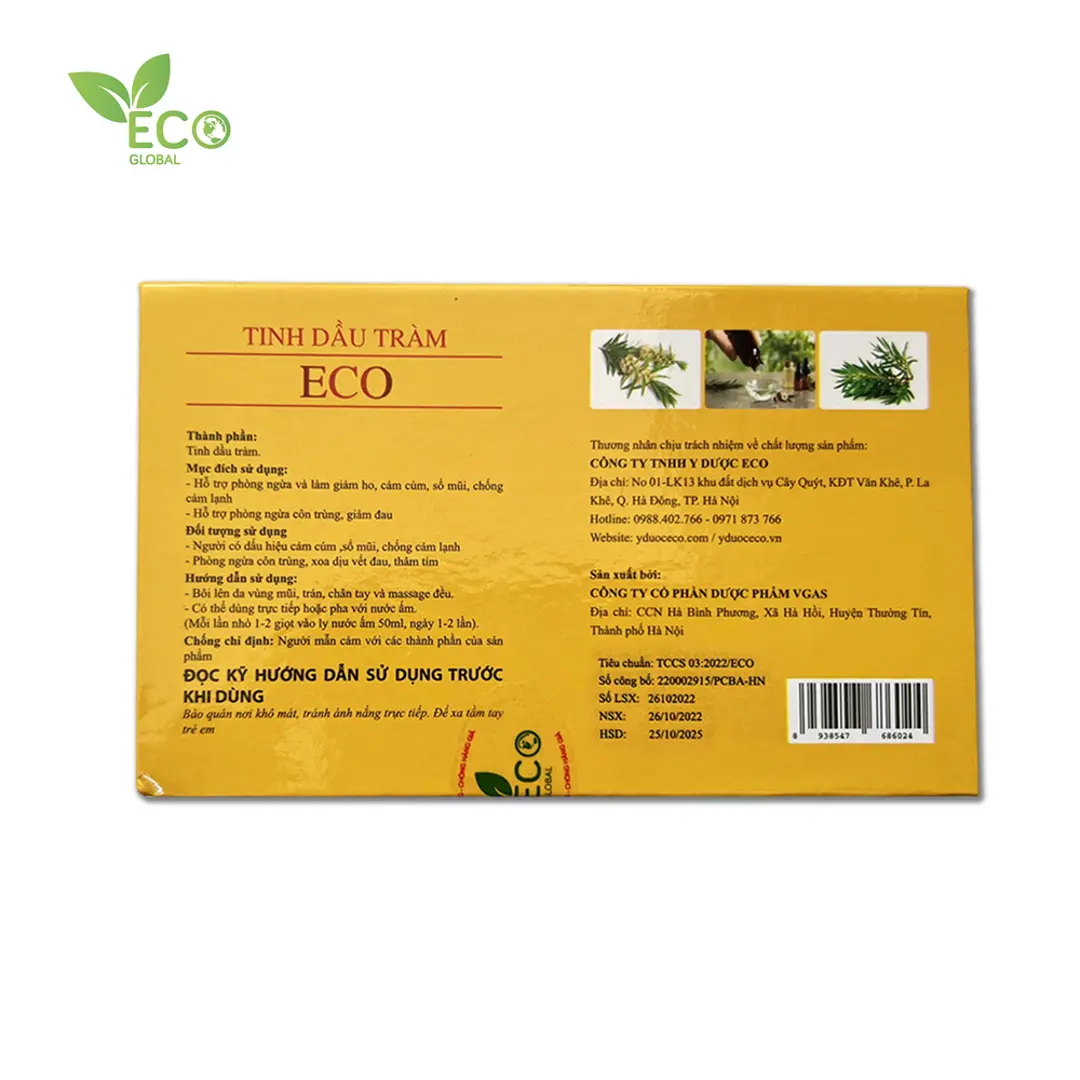 ECO
GLOBAL
TINH DẦU TRÀM
ECO
Thành phần:
Tinh dầu tràm.
Mục đích sử dụng:
- Hỗ trợ phòng ngừa và làm giảm ho, cảm cúm, sổ mũi, chống
cảm lạnh
- Hỗ trợ phòng ngừa côn trùng, giảm đau
Đối tượng sử dụng
- Người có dấu hiệu cảm cúm ,sổ mũi, chống cảm lạnh
- Phòng ngừa côn trùng, xoa dịu vết đau, thâm tím
Hướng dẫn sử dụng:
- Bôi lên da vùng mũi, trán, chân tay và massage đều.
- Có thể dùng trực tiếp hoặc pha với nước ấm.
(Mỗi lần nhỏ 1-2 giọt vào ly nước ấm 50ml, ngày 1-2 lần).
Chống chỉ định: Người mẫn cảm với các thành phần của sản
phẩm
ĐỌC KỸ HƯỚNG DẪN SỬ DỤNG TRƯỚC
KHI DÙNG
Bảo quản nơi khô mát, tránh ánh nắng trực tiếp. Để xa tầm tay
trẻ em
Thương nhân chịu trách nhiệm về chất lượng sản phẩm:
CÔNG TY TNHH Y DƯỢC ECO
Địa chỉ: No 01-LK13 khu đất dịch vụ Cây Quýt, KĐT Văn Khê, P. La
Khê, Q. Hà Đông, TP. Hà Nội
Hotline: 0988.402.766 - 0971 873 766
Website: yduoceco.com / yduoceco.vn
Sản xuất bởi:
CÔNG TY CỔ PHẦN DƯỢC PHẨM VGAS
Địa chỉ: CCN Hà Bình Phương, Xã Hà Hồi, Huyện Thường Tín,
Thành phố Hà Nội
Tiêu chuẩn: TCCS 03:2022/ECO
Số công bố: 220002915/PCBA-HN
Số LSX: 26102022
NSX: 26/10/2022
HSD: 25/10/2025
8 938547 686024
ECO
GLOBAL
- CHỐNG HÀNG GIẢ